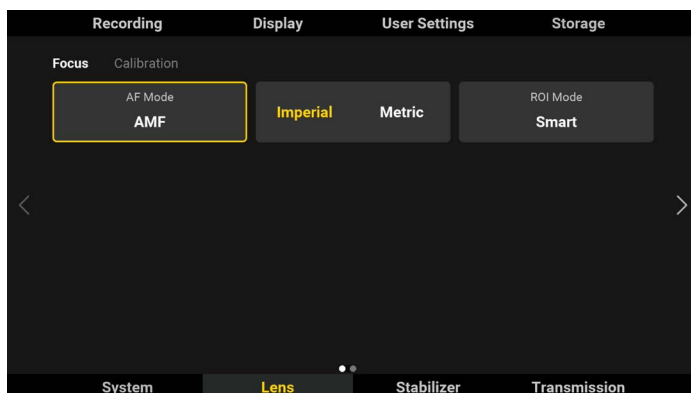 Recording Display User Settings Storage
Focus Calibration
AF Mode
AMF
Imperial Metric
ROI Mode
Smart
System Lens Stabilizer Transmission